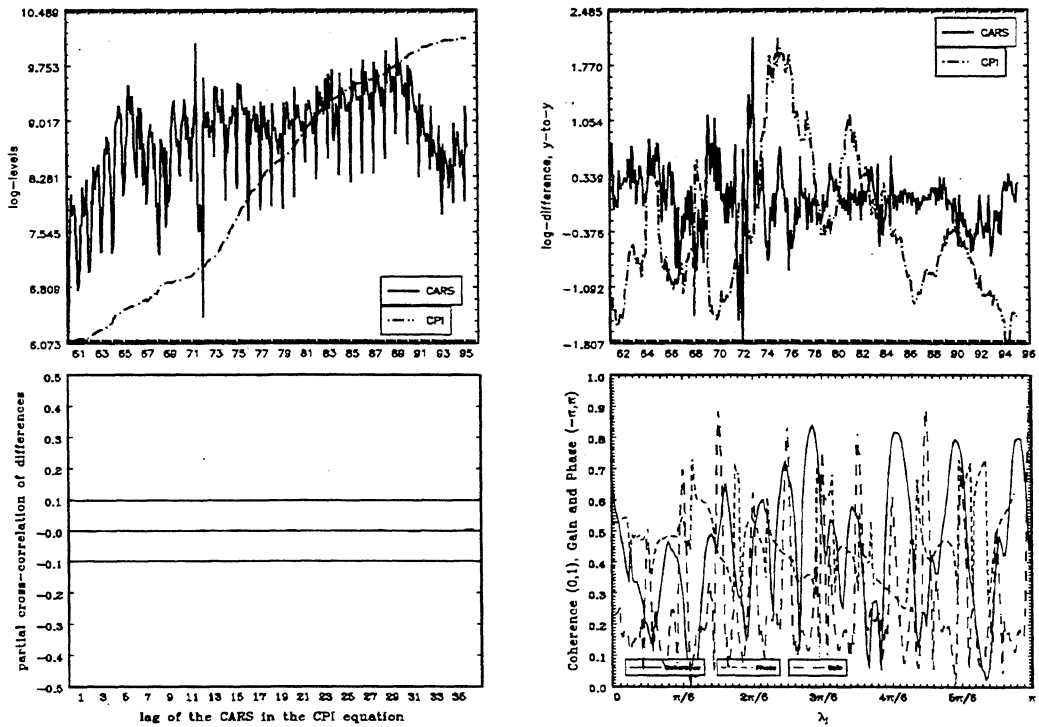 10.489
9.753
9.017
8.281
7.545
6.809
6.073
log-levels
CARS
CPI
61 63 65 67 69 71 73 75 77 79 81 83 85 87 89 91 93 95
2.485
1.770
1.054
0.339
-0.376
-1.092
-1.807
log-difference, y-to-y
CARS
CPI
62 64 66 68 70 72 74 76 78 80 82 84 86 88 90 92 94 96
0.5
0.4
0.3
0.2
0.1
-0.0
-0.1
-0.2
-0.3
-0.4
-0.5
partial cross-correlation of differences
1 3 5 7 9 11 13 15 17 19 21 23 25 27 29 31 33 35
lag of the CARS in the CPI equation
1.0
0.9
0.8
0.7
0.6
0.5
0.4
0.3
0.2
0.1
0.0
Coherence (0,1), Gain and Phase (-π,π)
Phase
Gain
0 π/6 2π/6 3π/6 4π/6 5π/6 π
λj